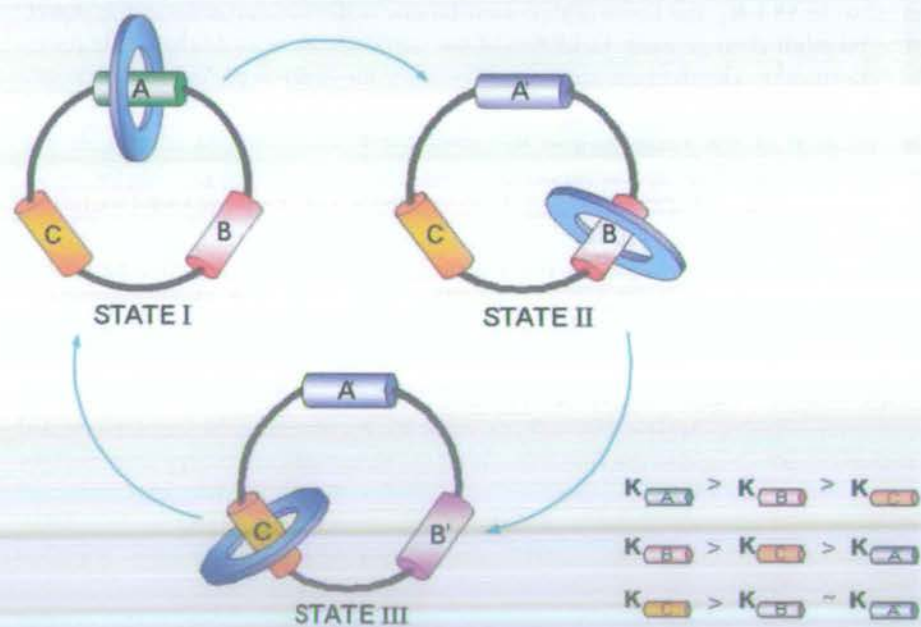 A
C
B
STATE I
A'
C
B
STATE II
A'
C
B'
STATE III
K A > K B > K C
K B > K C > K A
K C > K B ~ K A